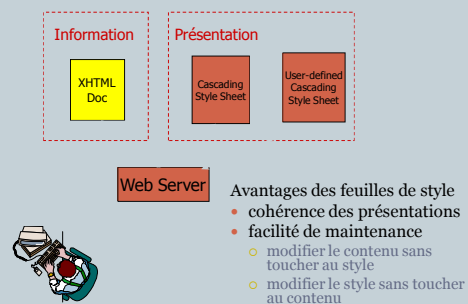 Information
Présentation
XHTML
Doc
Cascading
Style Sheet
User-defined
Cascading
Style Sheet
Web Server
Avantages des feuilles de style
cohérence des présentations
facilité de maintenance
modifier le contenu sans
toucher au style
modifier le style sans toucher
au contenu